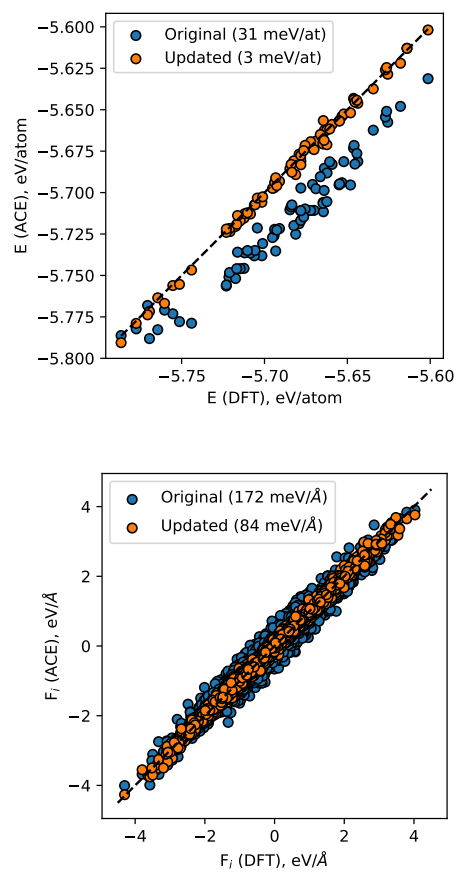 Original (31 meV/at)
Updated (3 meV/at)
E (ACE), eV/atom
−5.600
−5.625
−5.650
−5.675
−5.700
−5.725
−5.750
−5.775
−5.800
−5.75
−5.70
−5.65
−5.60
E (DFT), eV/atom
Original (172 meV/Å)
Updated (84 meV/Å)
F_i (ACE), eV/Å
4
2
0
−2
−4
−4
−2
0
2
4
F_i (DFT), eV/Å